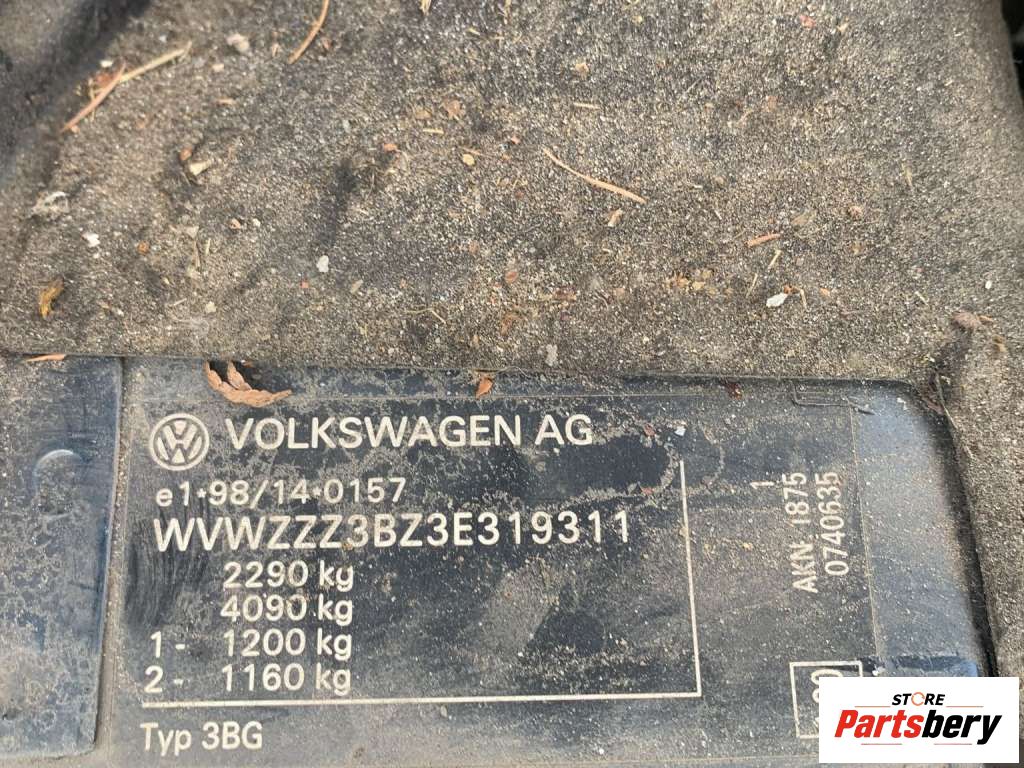 VOLKSWAGEN AG
e1*98/14*0157
WVWZZZ3BZ3E319311
2290 kg
4090 kg
1- 1200 kg
2- 1160 kg
Typ 3BG
1
AKN 1875
0740635
STORE
Partsbery